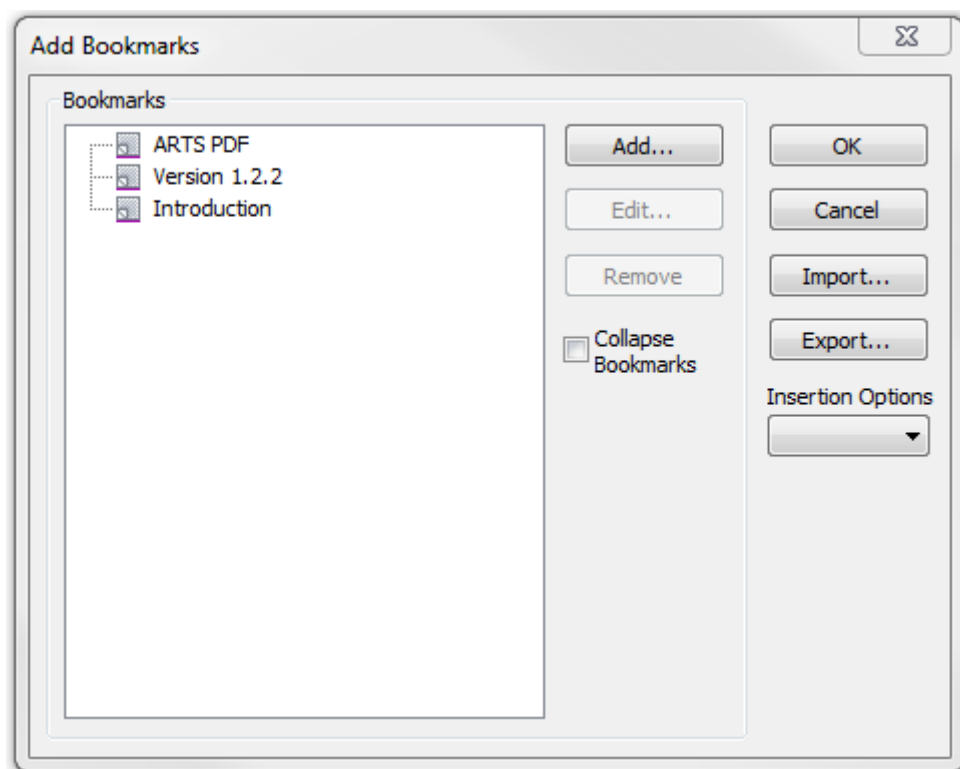 Add Bookmarks
Bookmarks
ARTS PDF
Version 1.2.2
Introduction
Add...
Edit...
Remove
Collapse
Bookmarks
OK
Cancel
Import...
Export...
Insertion Options